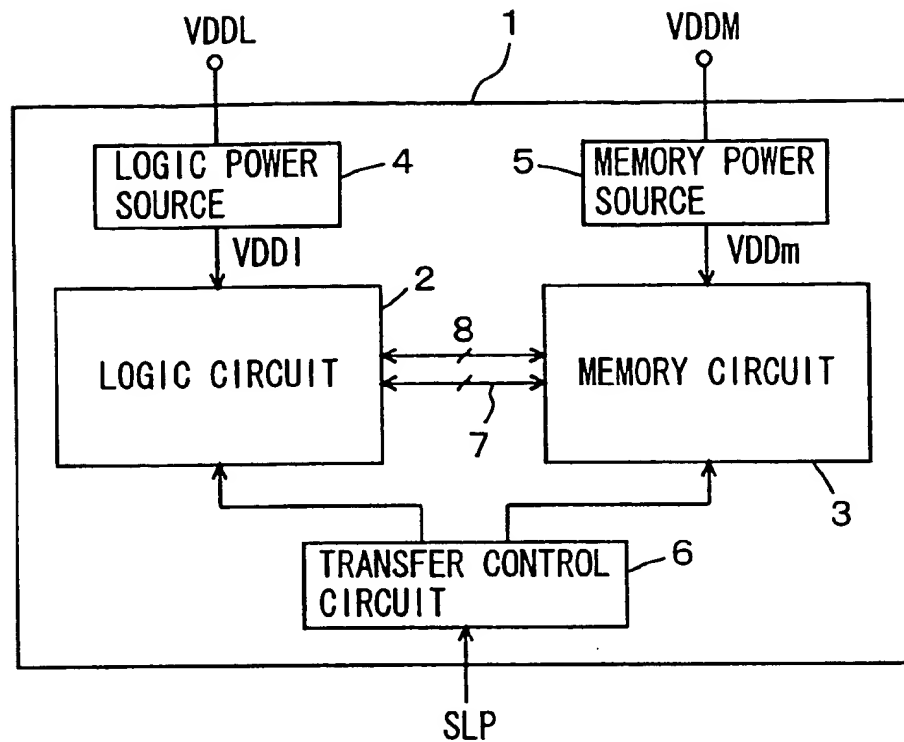 VDDL
1
VDDM
LOGIC POWER
SOURCE
4
5
MEMORY POWER
SOURCE
VDDl
VDDm
2
8
LOGIC CIRCUIT
MEMORY CIRCUIT
7
3
TRANSFER CONTROL
CIRCUIT
6
SLP